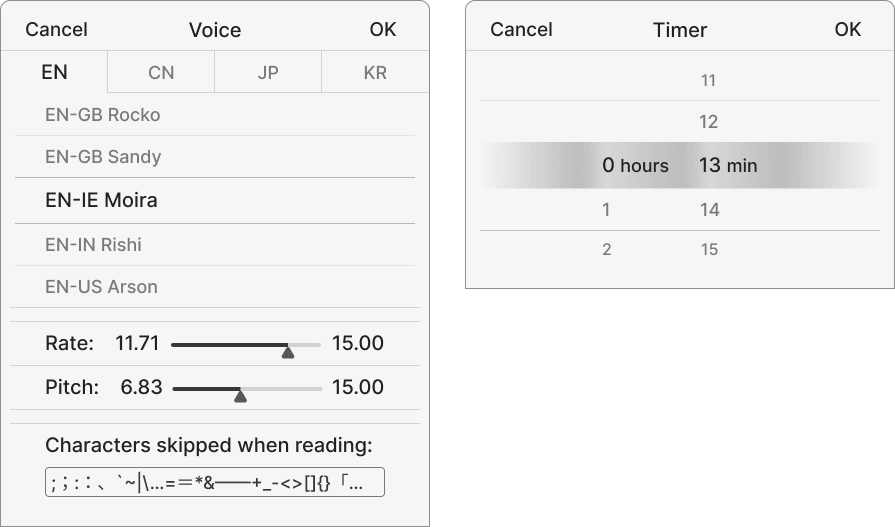 Cancel Voice OK
EN CN JP KR
EN-GB Rocko
EN-GB Sandy
EN-IE Moira
EN-IN Rishi
EN-US Arson
Rate: 11.71 15.00
Pitch: 6.83 15.00
Characters skipped when reading:
;；:：、`~|\...=＝*&——+_-<>[]{}「...
Cancel Timer OK
11
12
0 hours 13 min
1 14
2 15